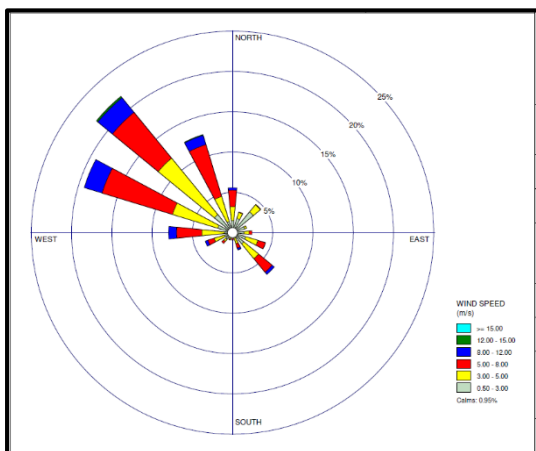 NORTH
25%
20%
15%
10%
5%
WEST
EAST
SOUTH
WIND SPEED
(m/s)
>= 15.00
12.00 - 15.00
8.00 - 12.00
5.00 - 8.00
3.00 - 5.00
0.50 - 3.00
Calms: 0.95%